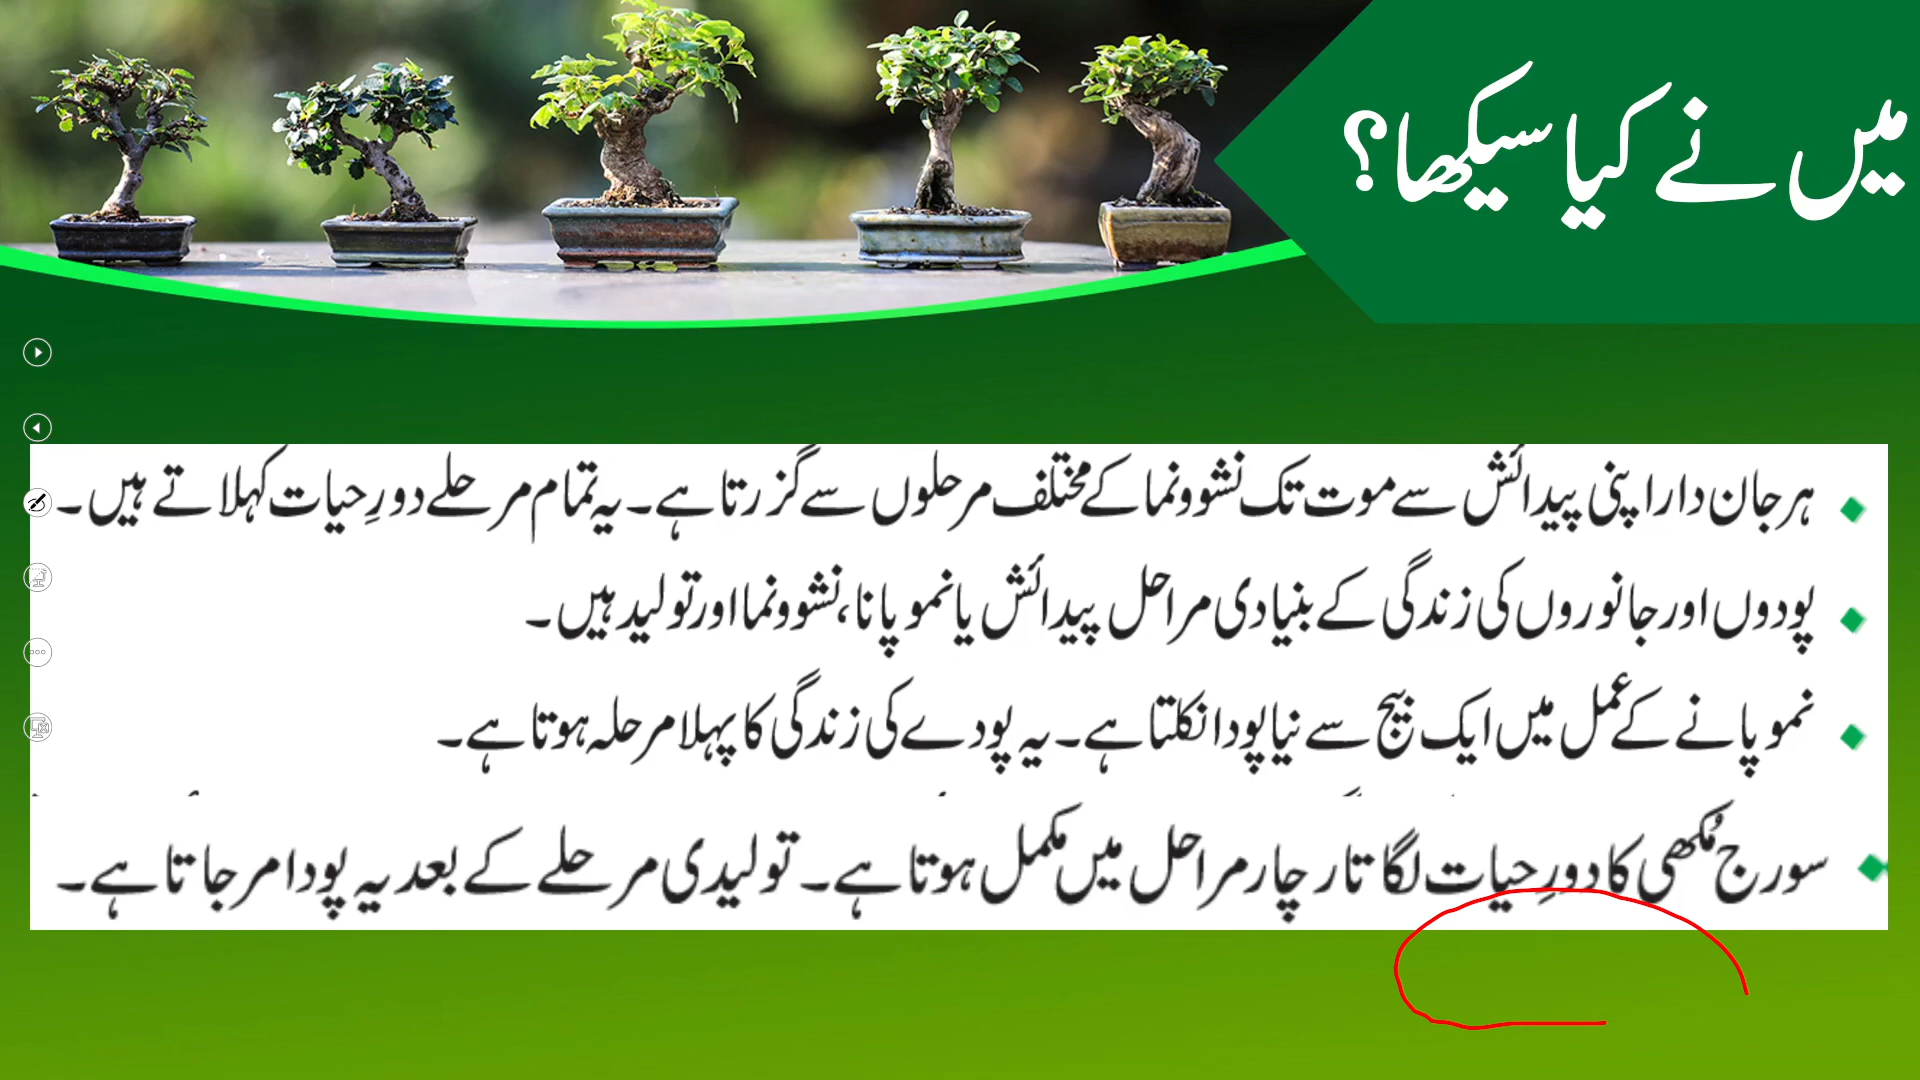 میں نے کیا سیکھا؟
ہر جان دار اپنی پیدائش سے موت تک نشوونما کے مختلف مرحلوں سے گزرتا ہے۔ یہ تمام مرحلے دورِ حیات کہلاتے ہیں۔
پودوں اور جانوروں کی زندگی کے بنیادی مراحل پیدائش یا نمو پانا، نشوونما اور تولید ہیں۔
نمو پانے کے عمل میں ایک بیج سے نیا پودا نکلتا ہے۔ یہ پودے کی زندگی کا پہلا مرحلہ ہوتا ہے۔
سورج مُکھی کا دورِ حیات لگاتار چار مراحل میں مکمل ہوتا ہے۔ تولیدی مرحلے کے بعد یہ پودا مر جاتا ہے۔